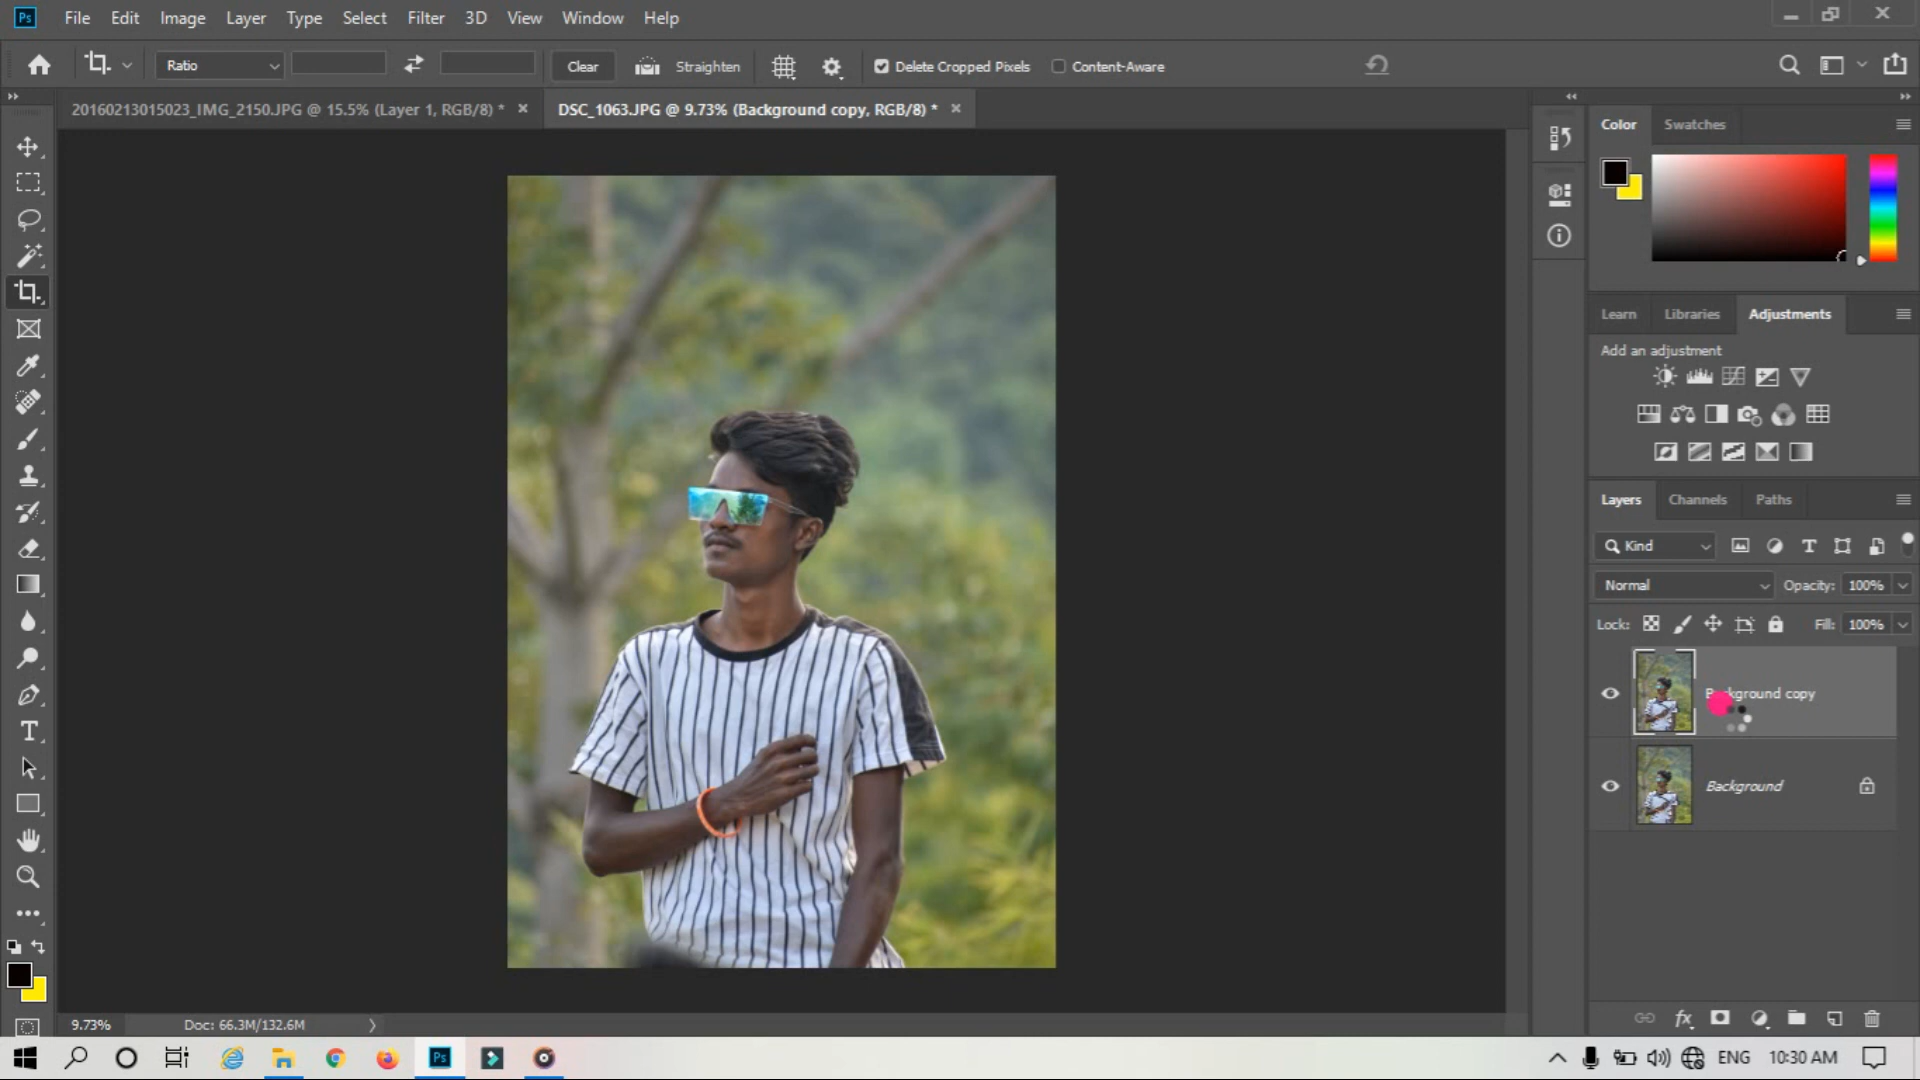 Ps File Edit Image Layer Type Select Filter 3D View Window Help
Ratio Clear Straighten Delete Cropped Pixels Content-Aware
20160213015023_IMG_2150.JPG @ 15.5% (Layer 1, RGB/8) * DSC_1063.JPG @ 9.73% (Background copy, RGB/8) *
Color Swatches
Learn Libraries Adjustments
Add an adjustment
Layers Channels Paths
Kind
Normal Opacity: 100%
Lock: Fill: 100%
Background copy
Background
9.73% Doc: 66.3M/132.6M
Ps ENG 10:30 AM